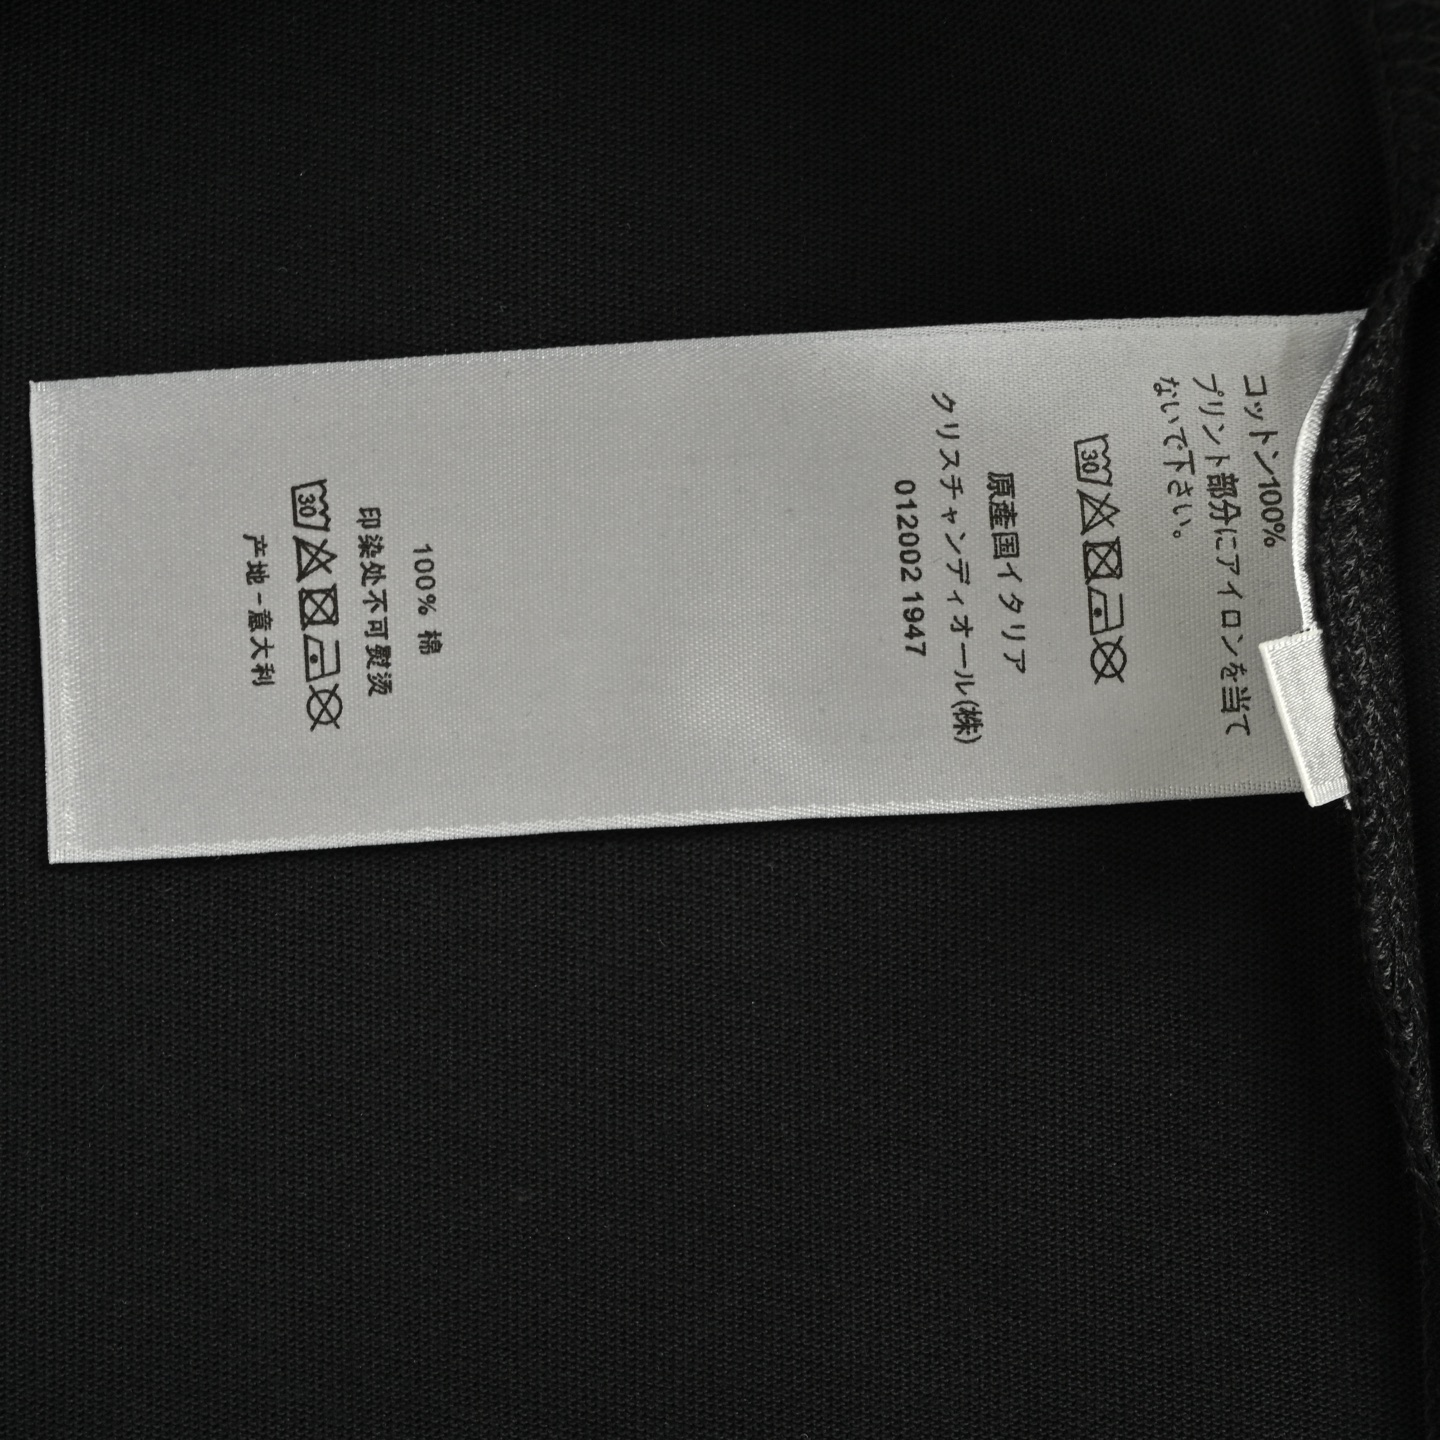 コットン100%
プリント部分にアイロンを当て
ないで下さい。
30
原産国イタリア
クリスチャンディオール(株)
012002 1947
100% 棉
印染处不可熨烫
30
产地-意大利